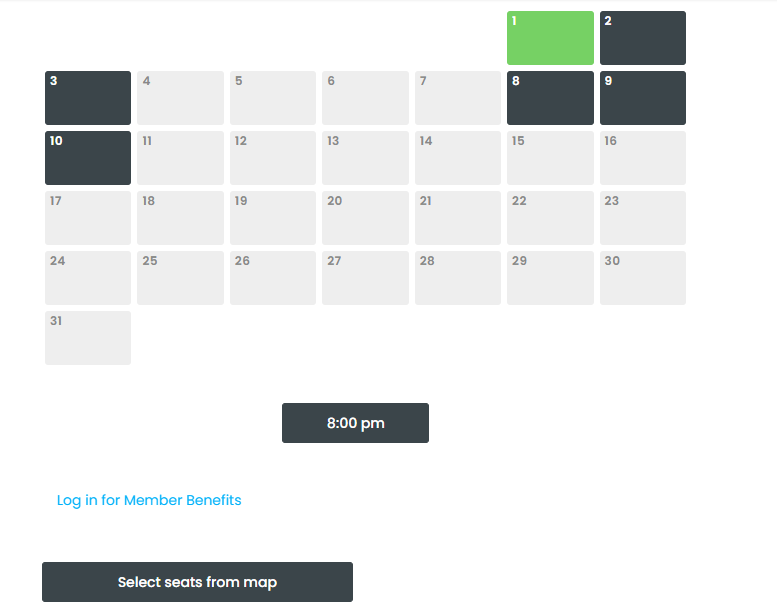 1 2
3 4 5 6 7 8 9
10 11 12 13 14 15 16
17 18 19 20 21 22 23
24 25 26 27 28 29 30
31
8:00 pm
Log in for Member Benefits
Select seats from map